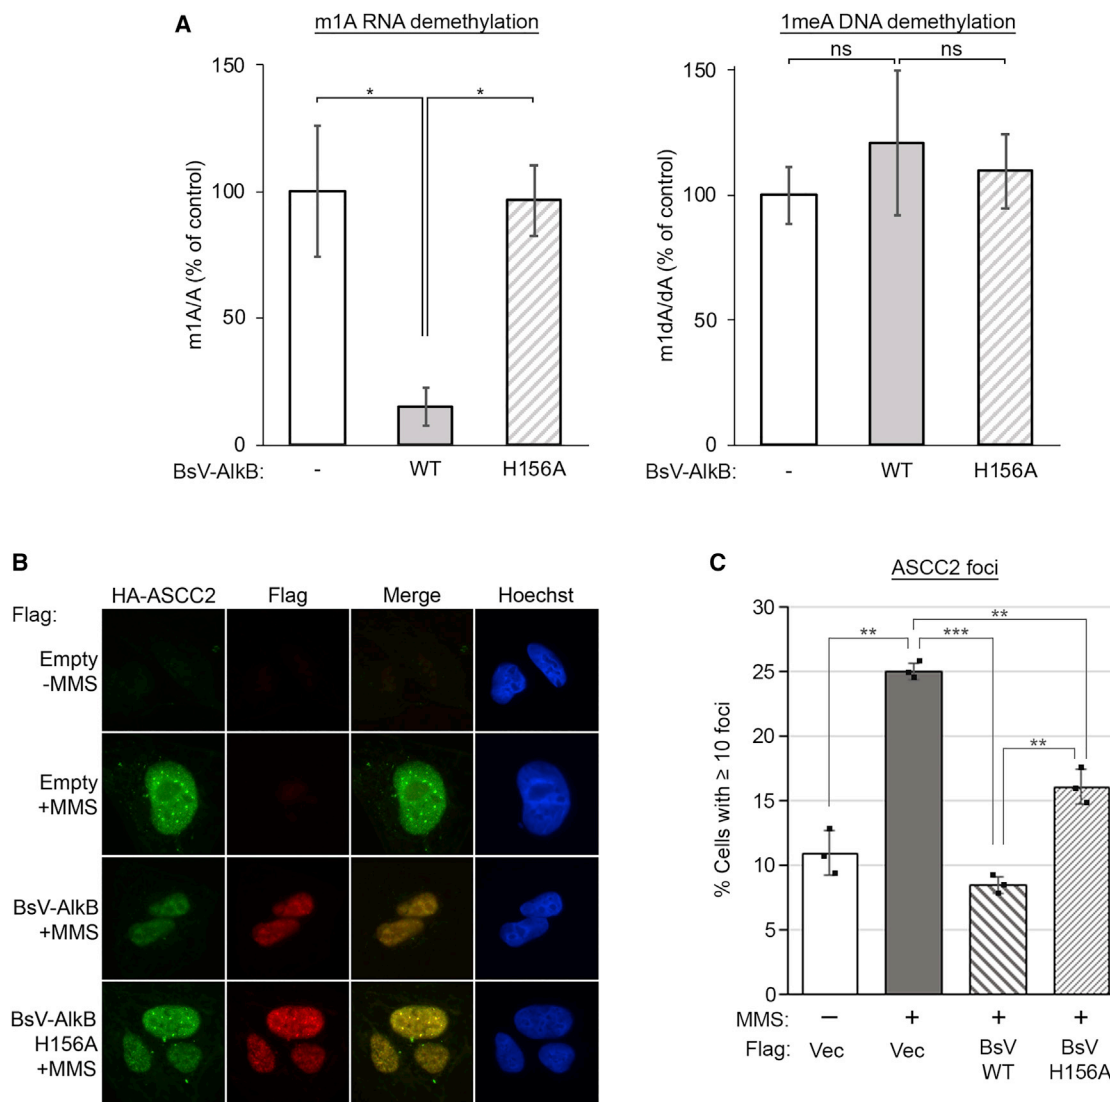 A
m1A RNA demethylation
150
100
50
0
m1A/A (% of control)
* *
BsV-AlkB: - WT H156A
1meA DNA demethylation
ns ns
150
100
50
0
m1dA/dA (% of control)
BsV-AlkB: - WT H156A
B
HA-ASCC2 Flag Merge Hoechst
Flag:
Empty
-MMS
Empty
+MMS
BsV-AlkB
+MMS
BsV-AlkB
H156A
+MMS
C
ASCC2 foci
30
25
20
15
10
5
0
% Cells with ≥ 10 foci
**
** ***
**
MMS: − + + +
Flag: Vec Vec BsV BsV
WT H156A